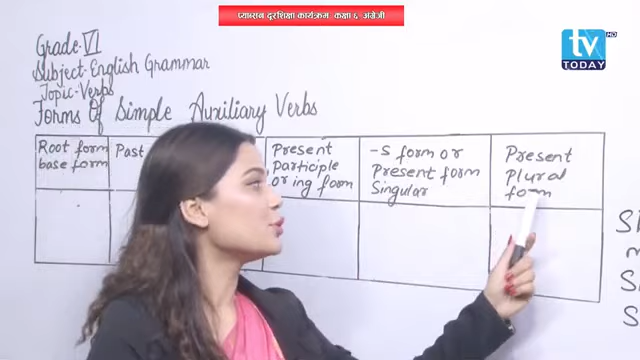 प्याब्सन दूरशिक्षा कार्यक्रम कक्षा ६ अंग्रेजी
tv HD
TODAY
Grade-VI
Subject-English Grammar
Topic-Verbs
Forms Of Simple Auxiliary Verbs
Root form
base form
Past
Present
Participle
or ing form
-S form or
Present form
Singular
Present
Plural
form